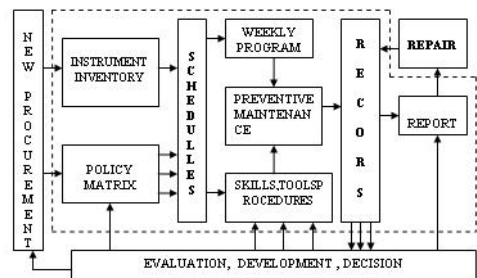 NEW PROCUREMENT
INSTRUMENT
INVENTORY
POLICY
MATRIX
SCHEDULLES
WEEKLY
PROGRAM
PREVENTIVE
MAINTENANC
E
SKILLS,TOOLSP
ROCEDURES
RECORS
REPAIR
REPORT
EVALUATION, DEVELOPMENT ,DECISION